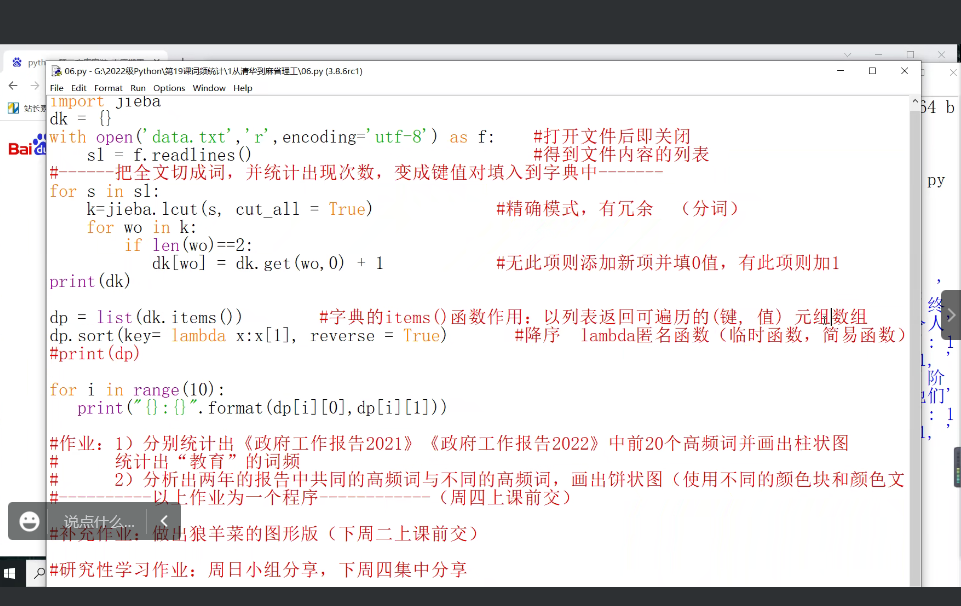 06.py - G:\2022级Python\第19课词频统计\1从清华到麻省理工\06.py (3.8.6rc1)
File Edit Format Run Options Window Help
import jieba
dk = {}
with open('data.txt','r',encoding='utf-8') as f: #打开文件后即关闭
sl = f.readlines() #得到文件内容的列表
#------把全文切成词，并统计出现次数，变成键值对填入到字典中-------
for s in sl:
k=jieba.lcut(s, cut_all = True) #精确模式，有冗余 （分词）
for wo in k:
if len(wo)==2:
dk[wo] = dk.get(wo,0) + 1 #无此项则添加新项并填0值，有此项则加1
print(dk)
dp = list(dk.items()) #字典的items()函数作用：以列表返回可遍历的(键, 值) 元组数组
dp.sort(key= lambda x:x[1], reverse = True) #降序 lambda匿名函数（临时函数，简易函数）
#print(dp)
for i in range(10):
print("{}:{}".format(dp[i][0],dp[i][1]))
#作业：1）分别统计出《政府工作报告2021》《政府工作报告2022》中前20个高频词并画出柱状图
# 统计出“教育”的词频
# 2）分析出两年的报告中共同的高频词与不同的高频词，画出饼状图（使用不同的颜色块和颜色文
#----------以上作业为一个程序------------（周四上课前交）
说点什么...
#补充作业：做出狼羊菜的图形版（下周二上课前交）
#研究性学习作业：周日小组分享，下周四集中分享
Bai
站长
64 b
py
终
人
: 1
阶
们'
: 1